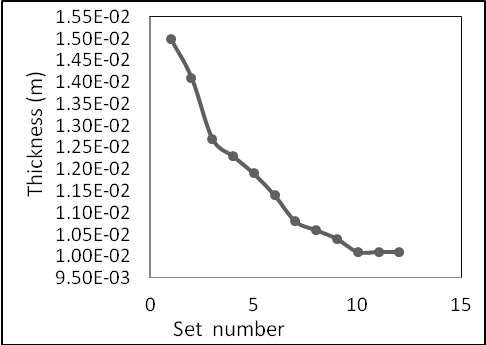 1.55E-02
1.50E-02
1.45E-02
1.40E-02
1.35E-02
1.30E-02
1.25E-02
1.20E-02
1.15E-02
1.10E-02
1.05E-02
1.00E-02
9.50E-03
Thickness (m)
0 5 10 15
Set number